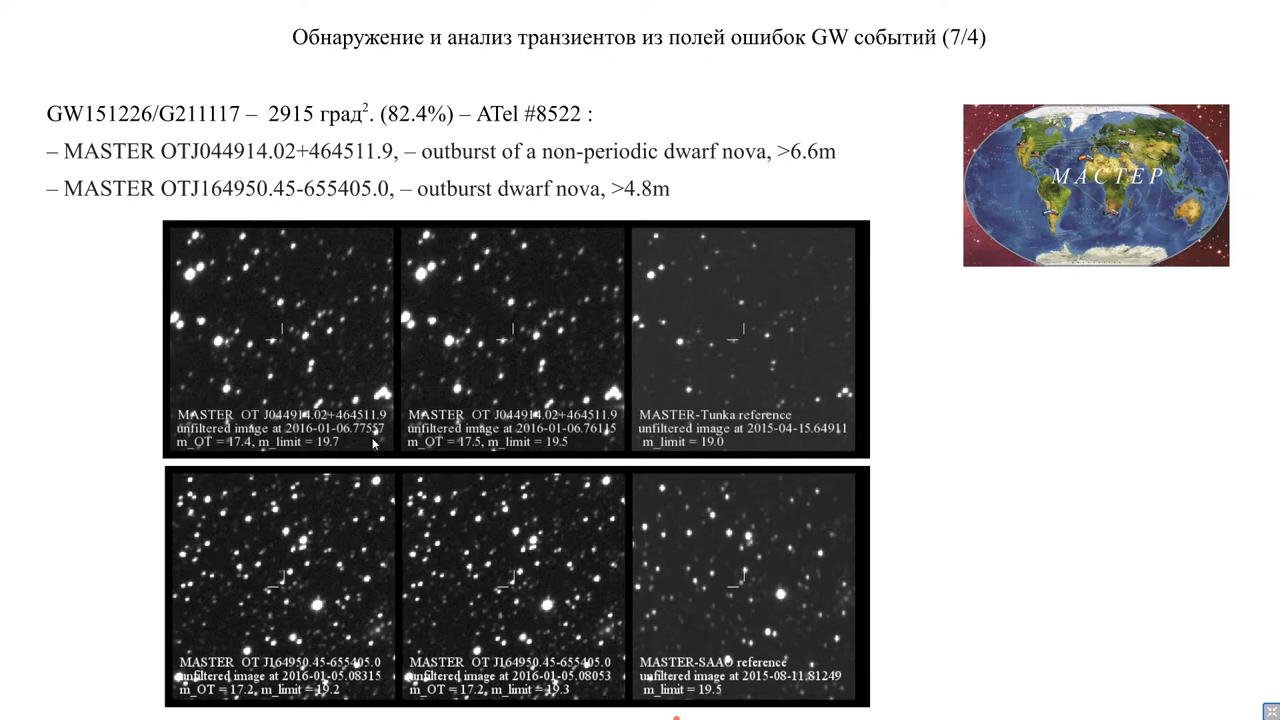 Обнаружение и анализ транзиентов из полей ошибок GW событий (7/4)
GW151226/G211117 – 2915 град². (82.4%) – ATel #8522 :
– MASTER OTJ044914.02+464511.9, – outburst of a non-periodic dwarf nova, >6.6m
– MASTER OTJ164950.45-655405.0, – outburst dwarf nova, >4.8m
МАСТЕР
MASTER OT J044914.02+464511.9
unfiltered image at 2016-01-06.77557
m_OT = 17.4, m_limit = 19.7
MASTER OT J044914.02+464511.9
unfiltered image at 2016-01-06.76115
m_OT = 17.5, m_limit = 19.5
MASTER-Tunka reference
unfiltered image at 2015-04-15.64911
m_limit = 19.0
MASTER OT J164950.45-655405.0
unfiltered image at 2016-01-05.08315
m_OT = 17.2, m_limit = 19.2
MASTER OT J164950.45-655405.0
unfiltered image at 2016-01-05.08053
m_OT = 17.2, m_limit = 19.3
MASTER-SAAO reference
unfiltered image at 2015-08-11.81249
m_limit = 19.5